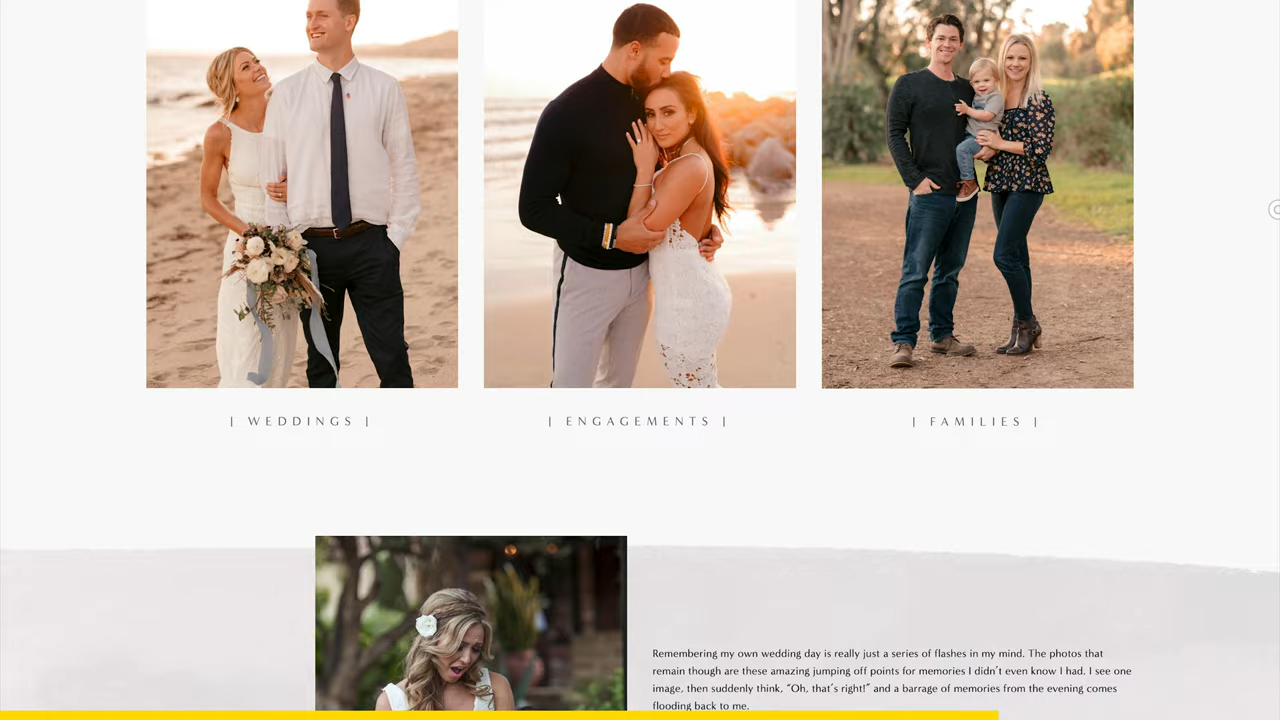 | WEDDINGS |
| ENGAGEMENTS |
| FAMILIES |
Remembering my own wedding day is really just a series of flashes in my mind. The photos that
remain though are these amazing jumping off points for memories I didn't even know I had. I see one
image, then suddenly think, "Oh, that's right!" and a barrage of memories from the evening comes
flooding back to me.